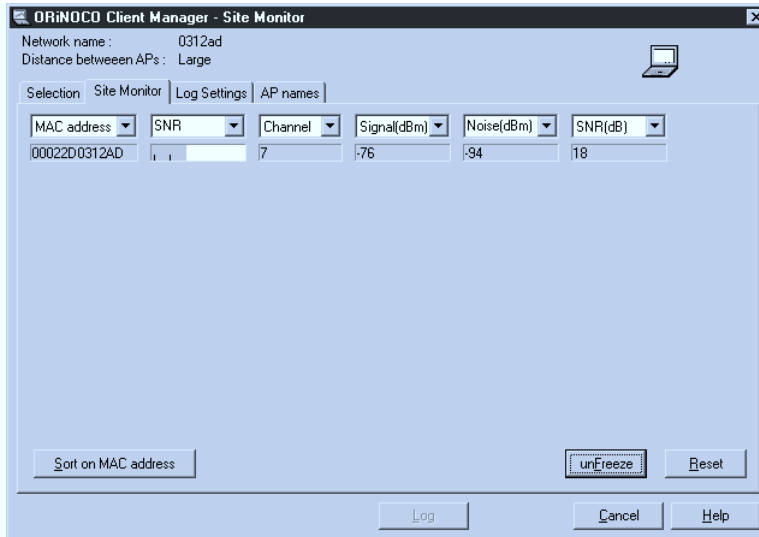 ORiNOCO Client Manager - Site Monitor
Network name : 0312ad
Distance betweeen APs : Large
Selection Site Monitor Log Settings AP names
MAC address SNR Channel Signal(dBm) Noise(dBm) SNR(dB)
00022D0312AD 7 -76 -94 18
Sort on MAC address unFreeze Reset
Log Cancel Help